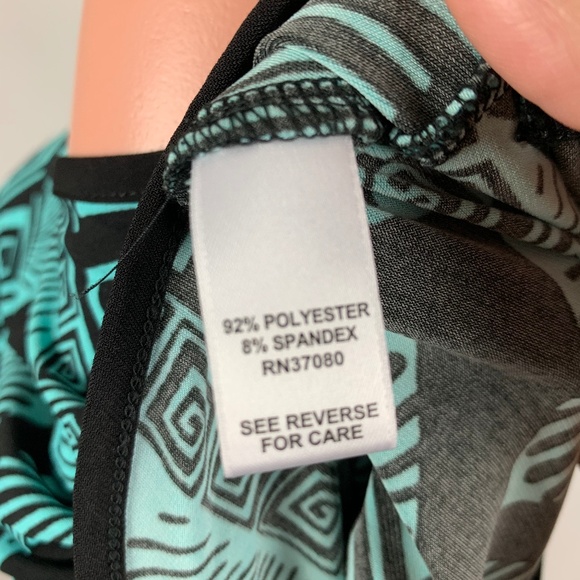 92% POLYESTER
8% SPANDEX
RN37080
SEE REVERSE
FOR CARE